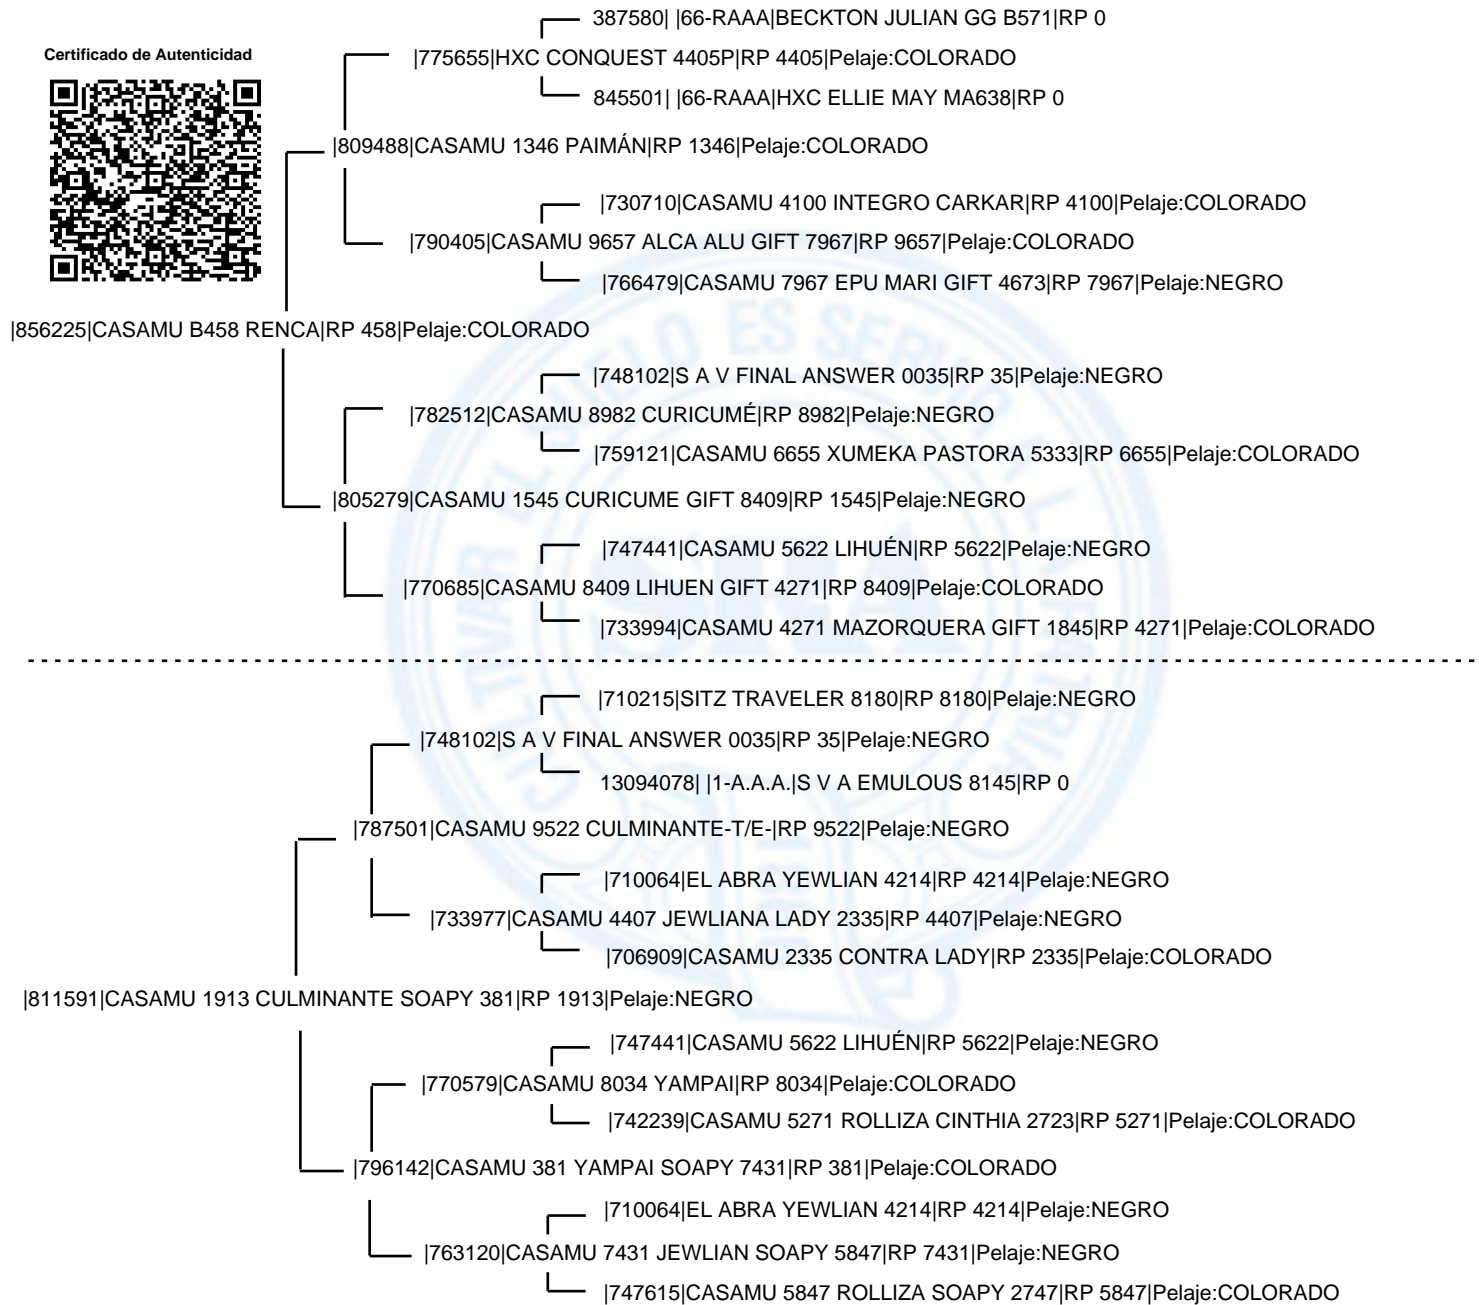 387580| |66-RAAA|BECKTON JULIAN GG B571|RP 0
Certificado de Autenticidad
|775655|HXC CONQUEST 4405P|RP 4405|Pelaje:COLORADO
845501| |66-RAAA|HXC ELLIE MAY MA638|RP 0
|809488|CASAMU 1346 PAIMÁN|RP 1346|Pelaje:COLORADO
|730710|CASAMU 4100 INTEGRO CARKAR|RP 4100|Pelaje:COLORADO
|790405|CASAMU 9657 ALCA ALU GIFT 7967|RP 9657|Pelaje:COLORADO
|766479|CASAMU 7967 EPU MARI GIFT 4673|RP 7967|Pelaje:NEGRO
|856225|CASAMU B458 RENCA|RP 458|Pelaje:COLORADO
|748102|S A V FINAL ANSWER 0035|RP 35|Pelaje:NEGRO
|782512|CASAMU 8982 CURICUMÉ|RP 8982|Pelaje:NEGRO
|759121|CASAMU 6655 XUMEKA PASTORA 5333|RP 6655|Pelaje:COLORADO
|805279|CASAMU 1545 CURICUME GIFT 8409|RP 1545|Pelaje:NEGRO
|747441|CASAMU 5622 LIHUÉN|RP 5622|Pelaje:NEGRO
|770685|CASAMU 8409 LIHUEN GIFT 4271|RP 8409|Pelaje:COLORADO
|733994|CASAMU 4271 MAZORQUERA GIFT 1845|RP 4271|Pelaje:COLORADO
|710215|SITZ TRAVELER 8180|RP 8180|Pelaje:NEGRO
|748102|S A V FINAL ANSWER 0035|RP 35|Pelaje:NEGRO
13094078| |1-A.A.A.|S V A EMULOUS 8145|RP 0
|787501|CASAMU 9522 CULMINANTE-T/E-|RP 9522|Pelaje:NEGRO
|710064|EL ABRA YEWLIAN 4214|RP 4214|Pelaje:NEGRO
|733977|CASAMU 4407 JEWLIANA LADY 2335|RP 4407|Pelaje:NEGRO
|706909|CASAMU 2335 CONTRA LADY|RP 2335|Pelaje:COLORADO
|811591|CASAMU 1913 CULMINANTE SOAPY 381|RP 1913|Pelaje:NEGRO
|747441|CASAMU 5622 LIHUÉN|RP 5622|Pelaje:NEGRO
|770579|CASAMU 8034 YAMPAI|RP 8034|Pelaje:COLORADO
|742239|CASAMU 5271 ROLLIZA CINTHIA 2723|RP 5271|Pelaje:COLORADO
|796142|CASAMU 381 YAMPAI SOAPY 7431|RP 381|Pelaje:COLORADO
|710064|EL ABRA YEWLIAN 4214|RP 4214|Pelaje:NEGRO
|763120|CASAMU 7431 JEWLIAN SOAPY 5847|RP 7431|Pelaje:NEGRO
|747615|CASAMU 5847 ROLLIZA SOAPY 2747|RP 5847|Pelaje:COLORADO
CULTIVAR EL SUELO ES SERVIR A LA PATRIA
SRA
1866